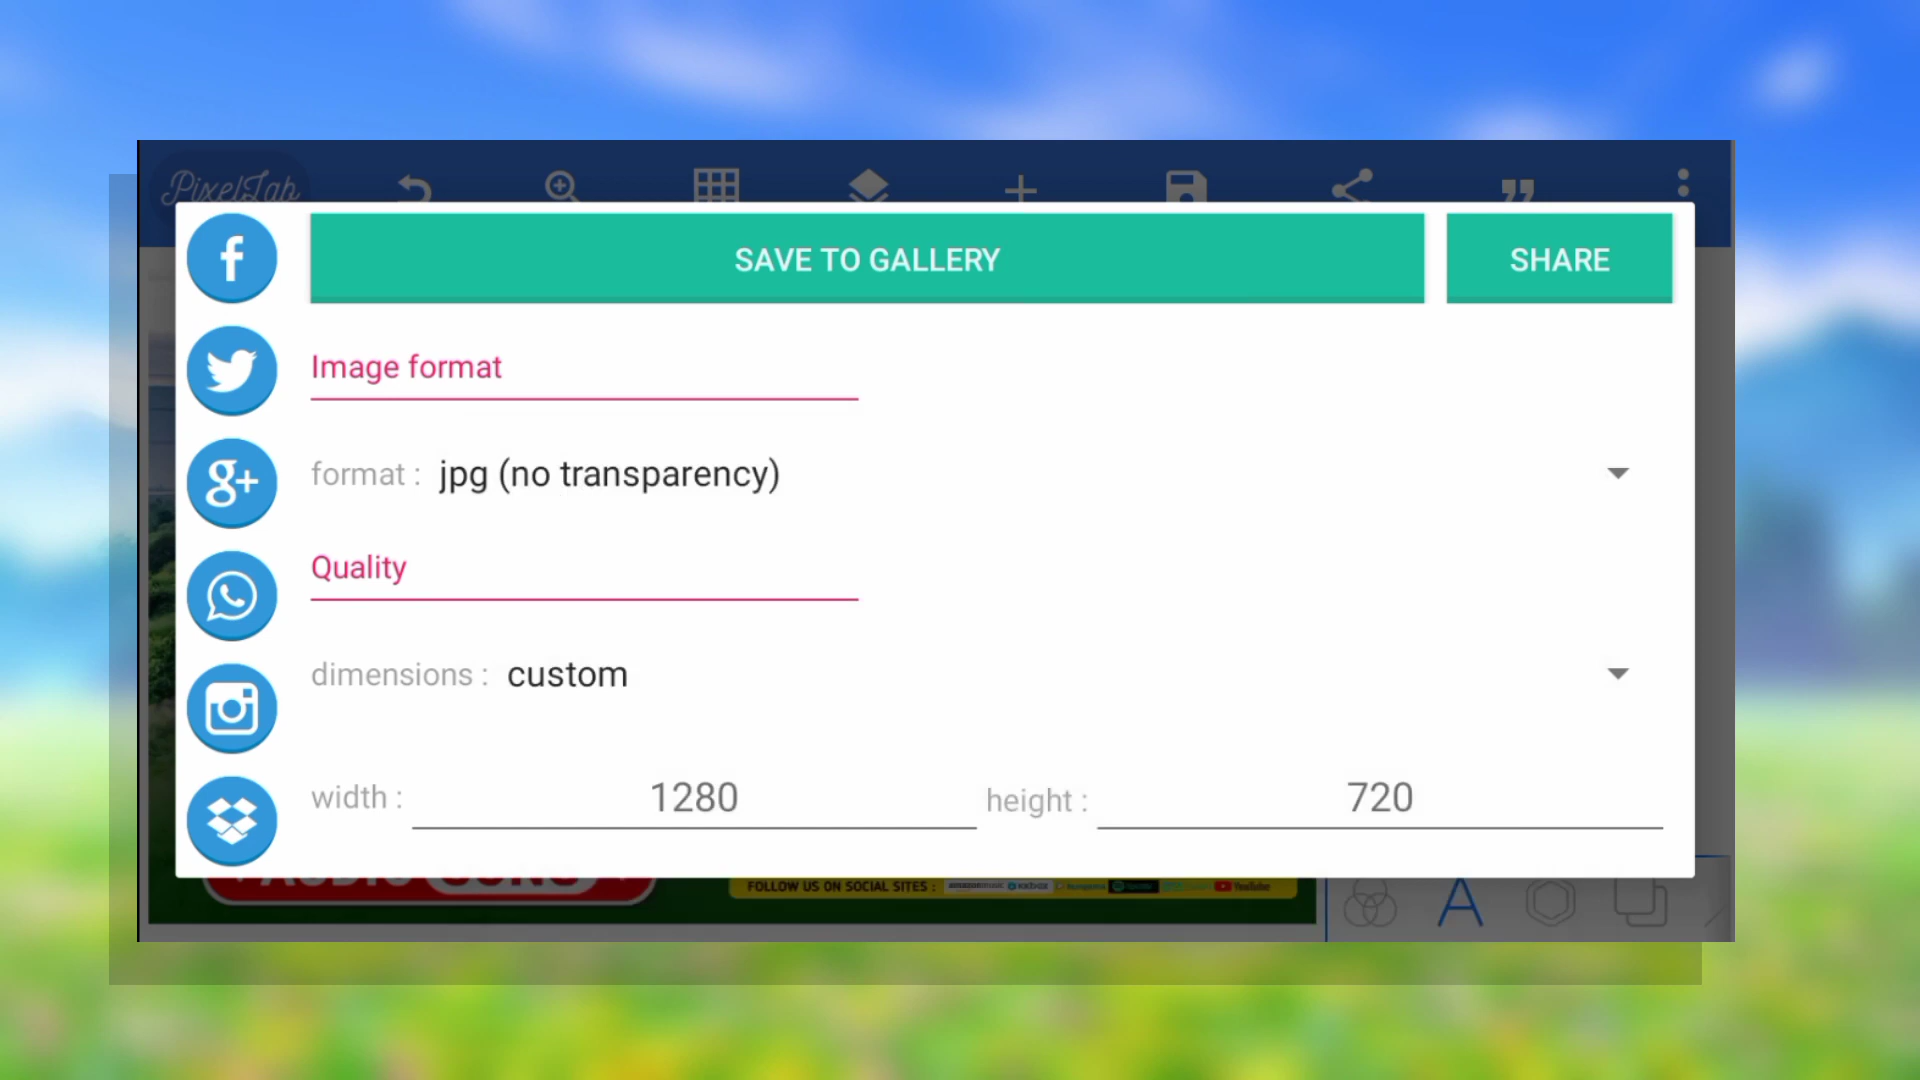 PixelLab
SAVE TO GALLERY
SHARE
Image format
format : jpg (no transparency)
Quality
dimensions : custom
width : 1280 height : 720
FOLLOW US ON SOCIAL SITES : YouTube